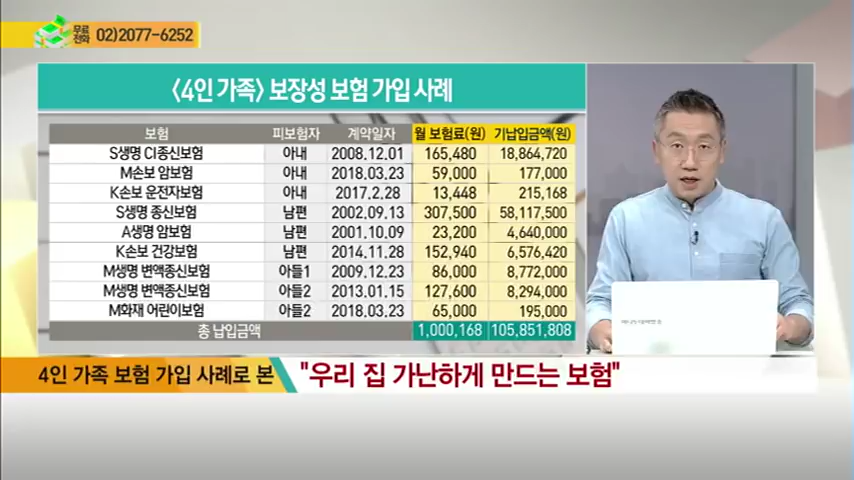 무료
전화 02)2077-6252
〈4인 가족〉 보장성 보험 가입 사례
보험 피보험자 계약일자 월 보험료(원) 기납입금액(원)
S생명 CI종신보험 아내 2008.12.01 165,480 18,864,720
M손보 암보험 아내 2018.03.23 59,000 177,000
K손보 운전자보험 아내 2017.2.28 13,448 215,168
S생명 종신보험 남편 2002.09.13 307,500 58,117,500
A생명 암보험 남편 2001.10.09 23,200 4,640,000
K손보 건강보험 남편 2014.11.28 152,940 6,576,420
M생명 변액종신보험 아들1 2009.12.23 86,000 8,772,000
M생명 변액종신보험 아들2 2013.01.15 127,600 8,294,000
M화재 어린이보험 아들2 2018.03.23 65,000 195,000
총 납입금액 1,000,168 105,851,808
4인 가족 보험 가입 사례로 본 "우리 집 가난하게 만드는 보험"